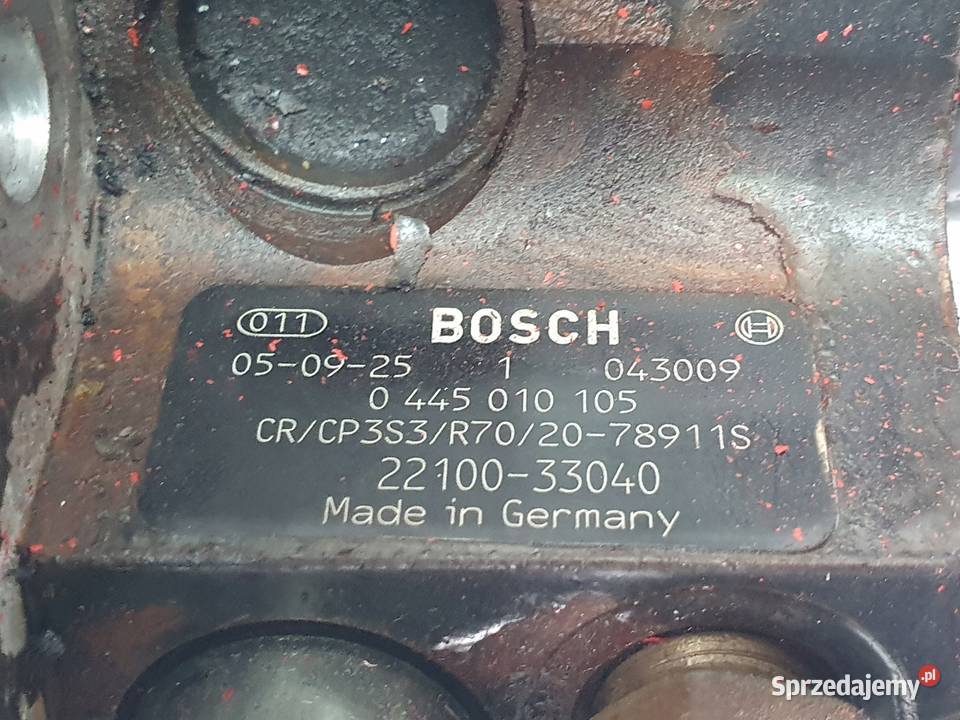 011 BOSCH
05-09-25 1 043009
0 445 010 105
CR/CP3S3/R70/20-78911S
22100-33040
Made in Germany
Sprzedajemy.pl